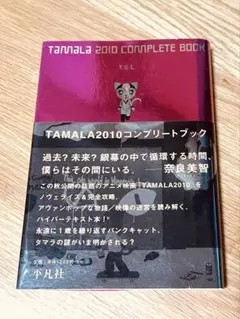 TAMALA 2010 COMPLETE BOOK
t.o.L
TAMALA2010コンプリートブック
過去?未来?銀幕の中で循環する時間、
僕らはその間にいる。 ——奈良美智
この秋公開の話題のアニメ映画「TAMALA2010」を
ノヴェライズ&完全攻略。
アヴァンポップな物語/映像の迷宮を読み解く、
ハイパーテキスト本!
永遠に1歳を繰り返すパンクキャット、
タマラの謎がいま明かされる?
平凡社